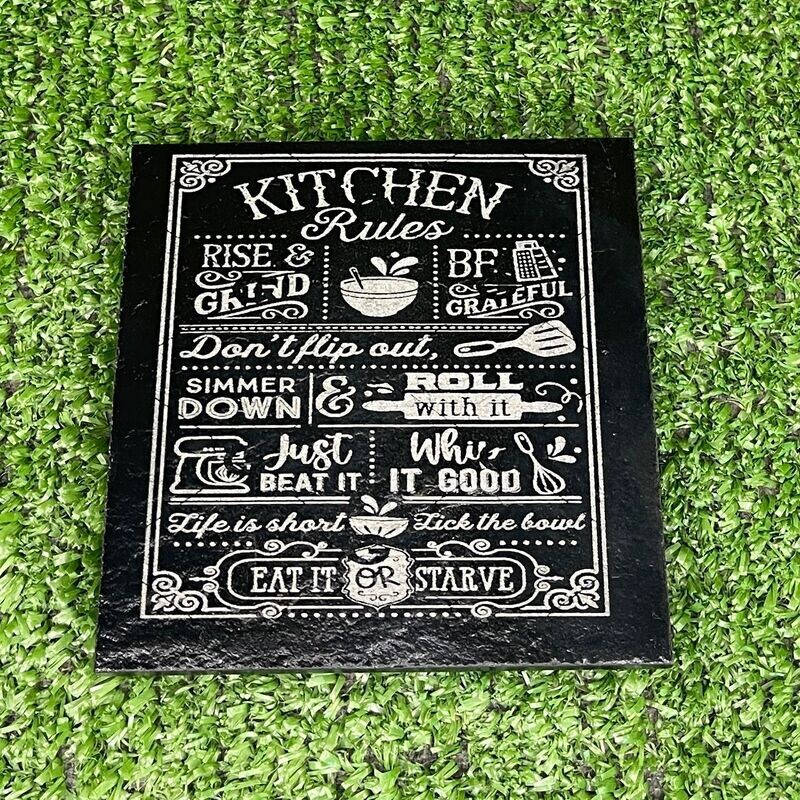 KITCHEN
Rules
RISE & BE
GRIND GRATEFUL
Don't flip out,
SIMMER & ROLL
DOWN with it
Just Whip
BEAT IT IT GOOD
Life is short Lick the bowl
EAT IT OR STARVE